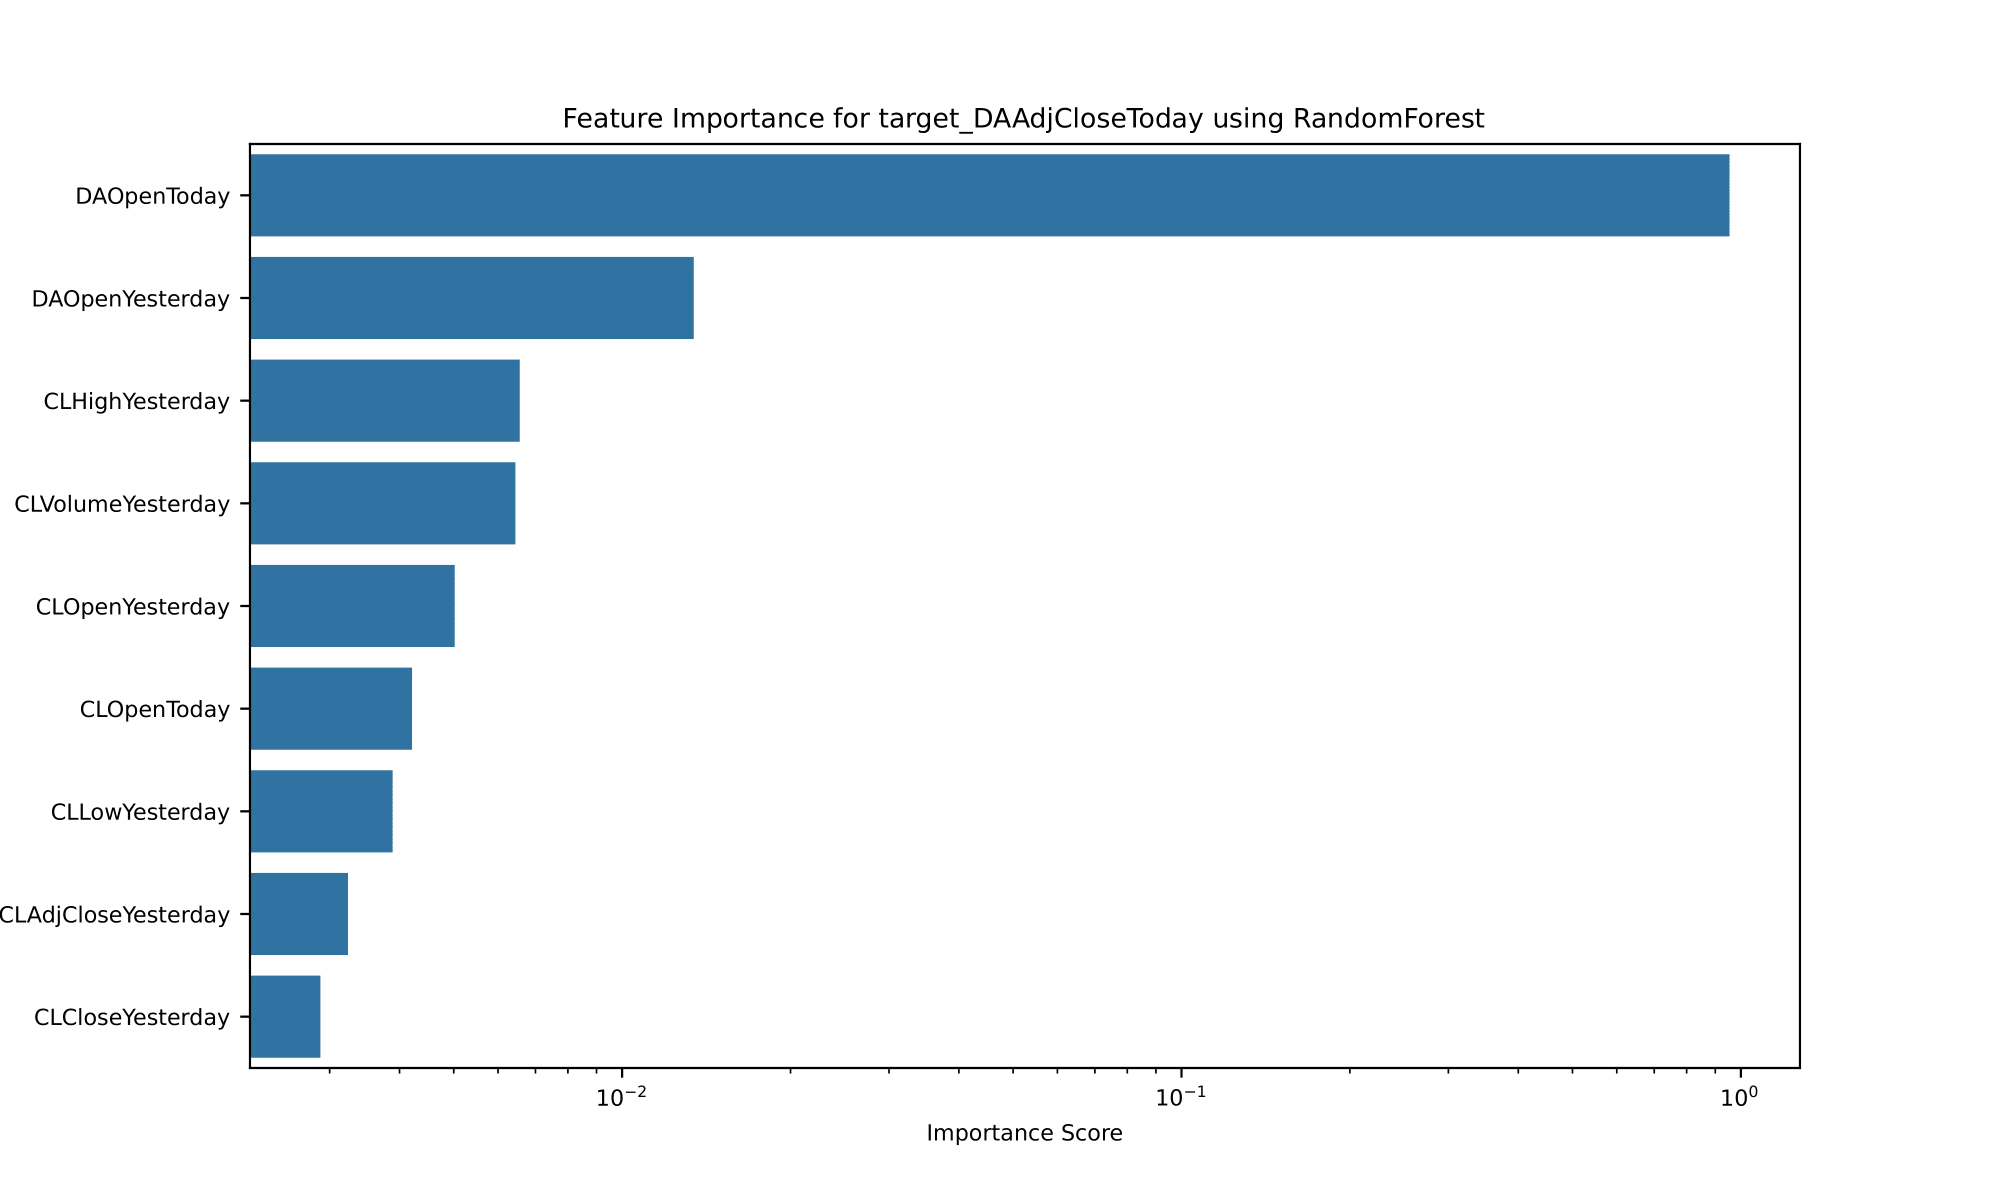 Feature Importance for target_DAAdjCloseToday using RandomForest
DAOpenToday
DAOpenYesterday
CLHighYesterday
CLVolumeYesterday
CLOpenYesterday
CLOpenToday
CLLowYesterday
CLAdjCloseYesterday
CLCloseYesterday
10⁻² 10⁻¹ 10⁰
Importance Score